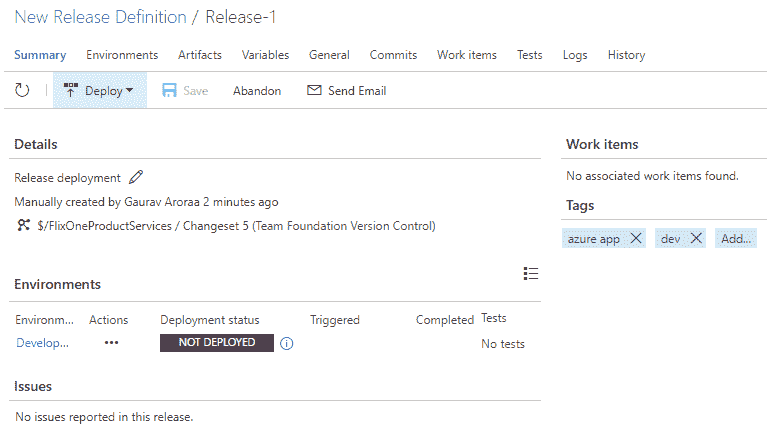 New Release Definition / Release-1
Summary Environments Artifacts Variables General Commits Work items Tests Logs History
Deploy Save Abandon Send Email
Details
Release deployment
Manually created by Gaurav Aroraa 2 minutes ago
$/FlixOneProductServices / Changeset 5 (Team Foundation Version Control)
Work items
No associated work items found.
Tags
azure app dev Add...
Environments
Environm... Actions Deployment status Triggered Completed Tests
Develop... NOT DEPLOYED No tests
Issues
No issues reported in this release.